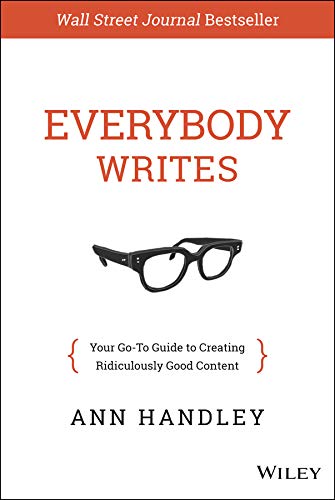 Wall Street Journal Bestseller
EVERYBODY
WRITES
{ Your Go-To Guide to Creating }
Ridiculously Good Content
ANN HANDLEY
WILEY